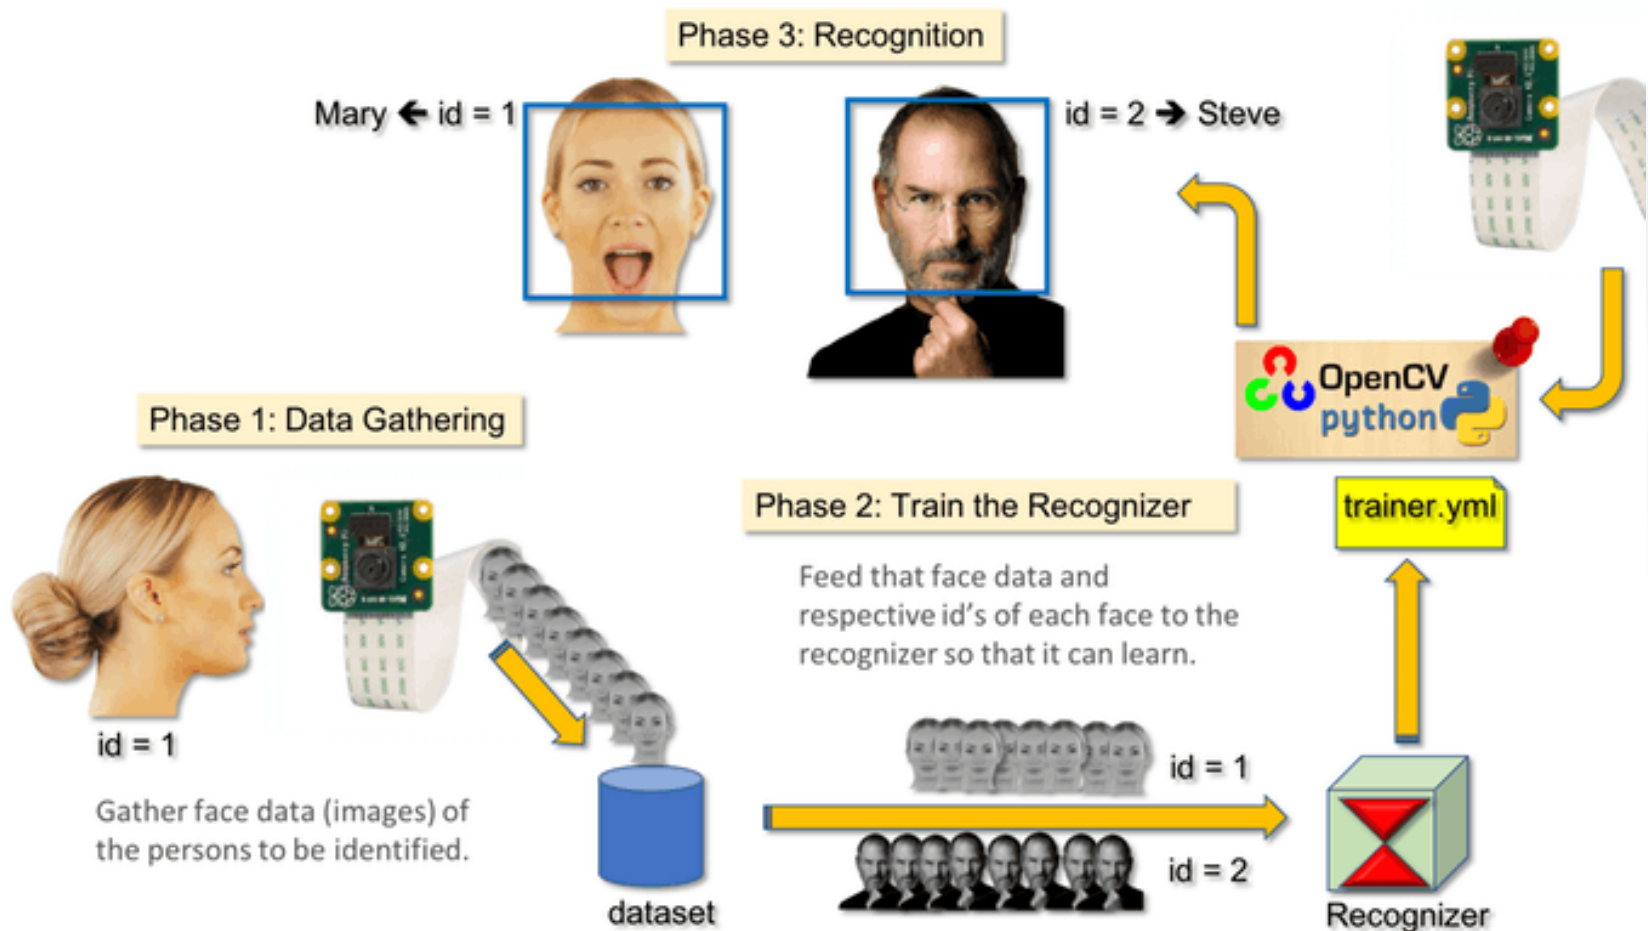 Phase 3: Recognition
Mary ← id = 1
id = 2 → Steve
OpenCV
python
Phase 1: Data Gathering
Phase 2: Train the Recognizer
trainer.yml
Feed that face data and
respective id's of each face to the
recognizer so that it can learn.
id = 1
Gather face data (images) of
the persons to be identified.
id = 1
id = 2
dataset
Recognizer